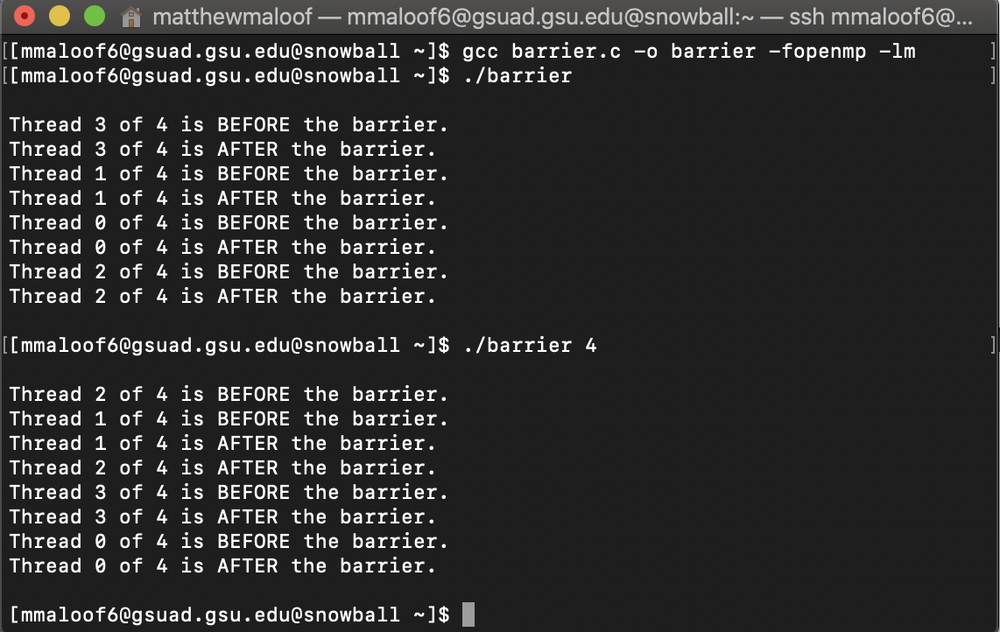 matthewmaloof — mmaloof6@gsuad.gsu.edu@snowball:~ — ssh mmaloof6@...
[[mmaloof6@gsuad.gsu.edu@snowball ~]$ gcc barrier.c -o barrier -fopenmp -lm ]
[[mmaloof6@gsuad.gsu.edu@snowball ~]$ ./barrier ]
Thread 3 of 4 is BEFORE the barrier.
Thread 3 of 4 is AFTER the barrier.
Thread 1 of 4 is BEFORE the barrier.
Thread 1 of 4 is AFTER the barrier.
Thread 0 of 4 is BEFORE the barrier.
Thread 0 of 4 is AFTER the barrier.
Thread 2 of 4 is BEFORE the barrier.
Thread 2 of 4 is AFTER the barrier.
[[mmaloof6@gsuad.gsu.edu@snowball ~]$ ./barrier 4 ]
Thread 2 of 4 is BEFORE the barrier.
Thread 1 of 4 is BEFORE the barrier.
Thread 1 of 4 is AFTER the barrier.
Thread 2 of 4 is AFTER the barrier.
Thread 3 of 4 is BEFORE the barrier.
Thread 3 of 4 is AFTER the barrier.
Thread 0 of 4 is BEFORE the barrier.
Thread 0 of 4 is AFTER the barrier.
[mmaloof6@gsuad.gsu.edu@snowball ~]$